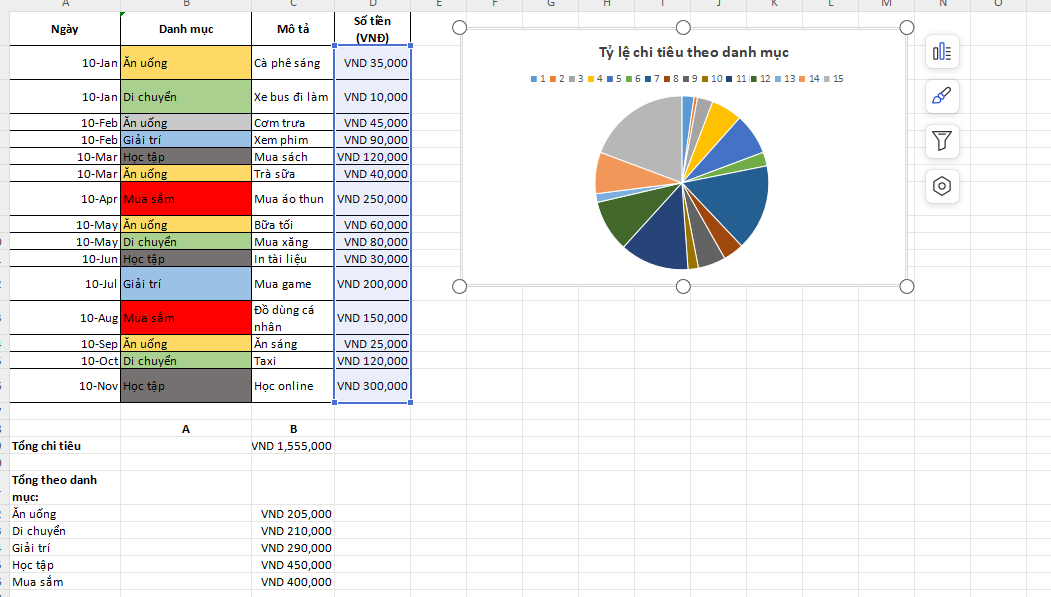 A B C D E F G H I J K L M N O
Ngày Danh mục Mô tả Số tiền
(VNĐ)
10-Jan Ăn uống Cà phê sáng VND 35,000
10-Jan Di chuyển Xe bus đi làm VND 10,000
10-Feb Ăn uống Cơm trưa VND 45,000
10-Feb Giải trí Xem phim VND 90,000
10-Mar Học tập Mua sách VND 120,000
10-Mar Ăn uống Trà sữa VND 40,000
10-Apr Mua sắm Mua áo thun VND 250,000
10-May Ăn uống Bữa tối VND 60,000
10-May Di chuyển Mua xăng VND 80,000
10-Jun Học tập In tài liệu VND 30,000
10-Jul Giải trí Mua game VND 200,000
10-Aug Mua sắm Đồ dùng cá
nhân VND 150,000
10-Sep Ăn uống Ăn sáng VND 25,000
10-Oct Di chuyển Taxi VND 120,000
10-Nov Học tập Học online VND 300,000
A B
Tổng chi tiêu VND 1,555,000
Tổng theo danh
mục:
Ăn uống VND 205,000
Di chuyển VND 210,000
Giải trí VND 290,000
Học tập VND 450,000
Mua sắm VND 400,000
Tỷ lệ chi tiêu theo danh mục
1 2 3 4 5 6 7 8 9 10 11 12 13 14 15